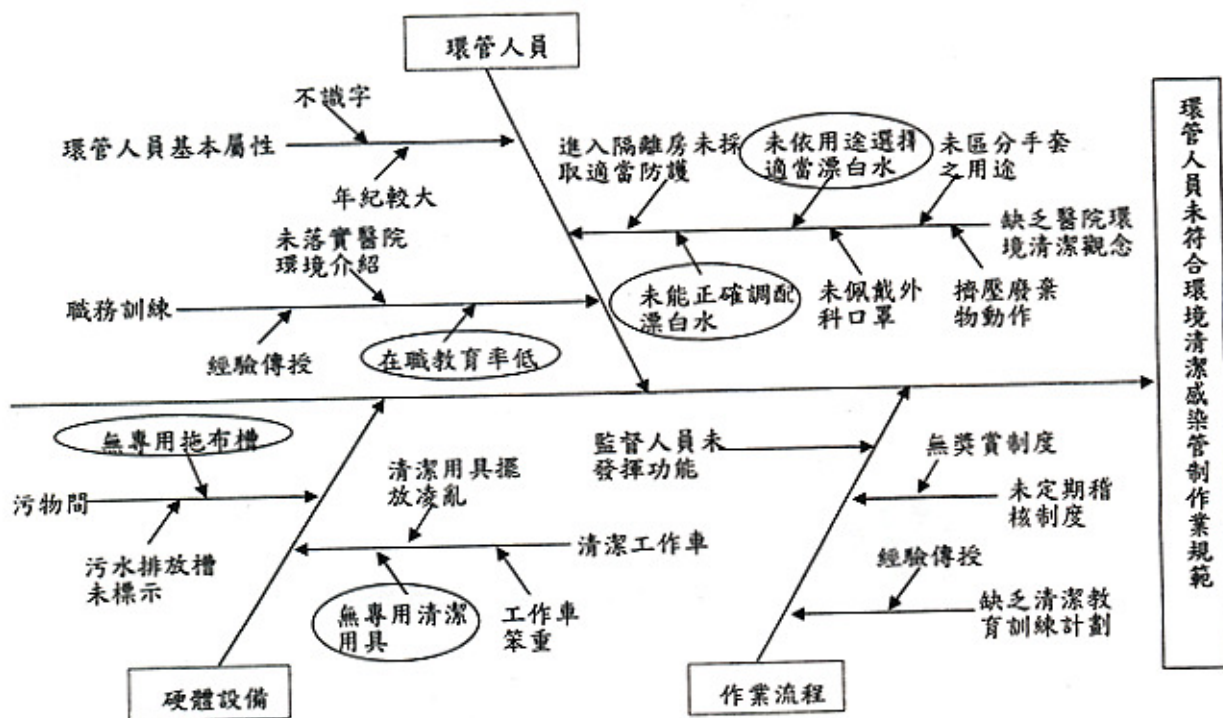 環管人員
不識字
環管人員基本屬性
年紀較大
未落實醫院
環境介紹
職務訓練
經驗傳授
在職教育率低
進入隔離房未採
取適當防護
未依用途選擇
適當漂白水
未區分手套
之用途
缺乏醫院環
境清潔觀念
未能正確調配
漂白水
未佩戴外
科口罩
擠壓廢棄
物動作
環管人員未符合環境清潔感染管制作業規範
無專用拖布槽
污物間
污水排放槽
未標示
清潔用具擺
放凌亂
清潔工作車
無專用清潔
用具
工作車
笨重
硬體設備
監督人員未
發揮功能
無獎賞制度
未定期稽
核制度
經驗傳授
缺乏清潔教
育訓練計劃
作業流程